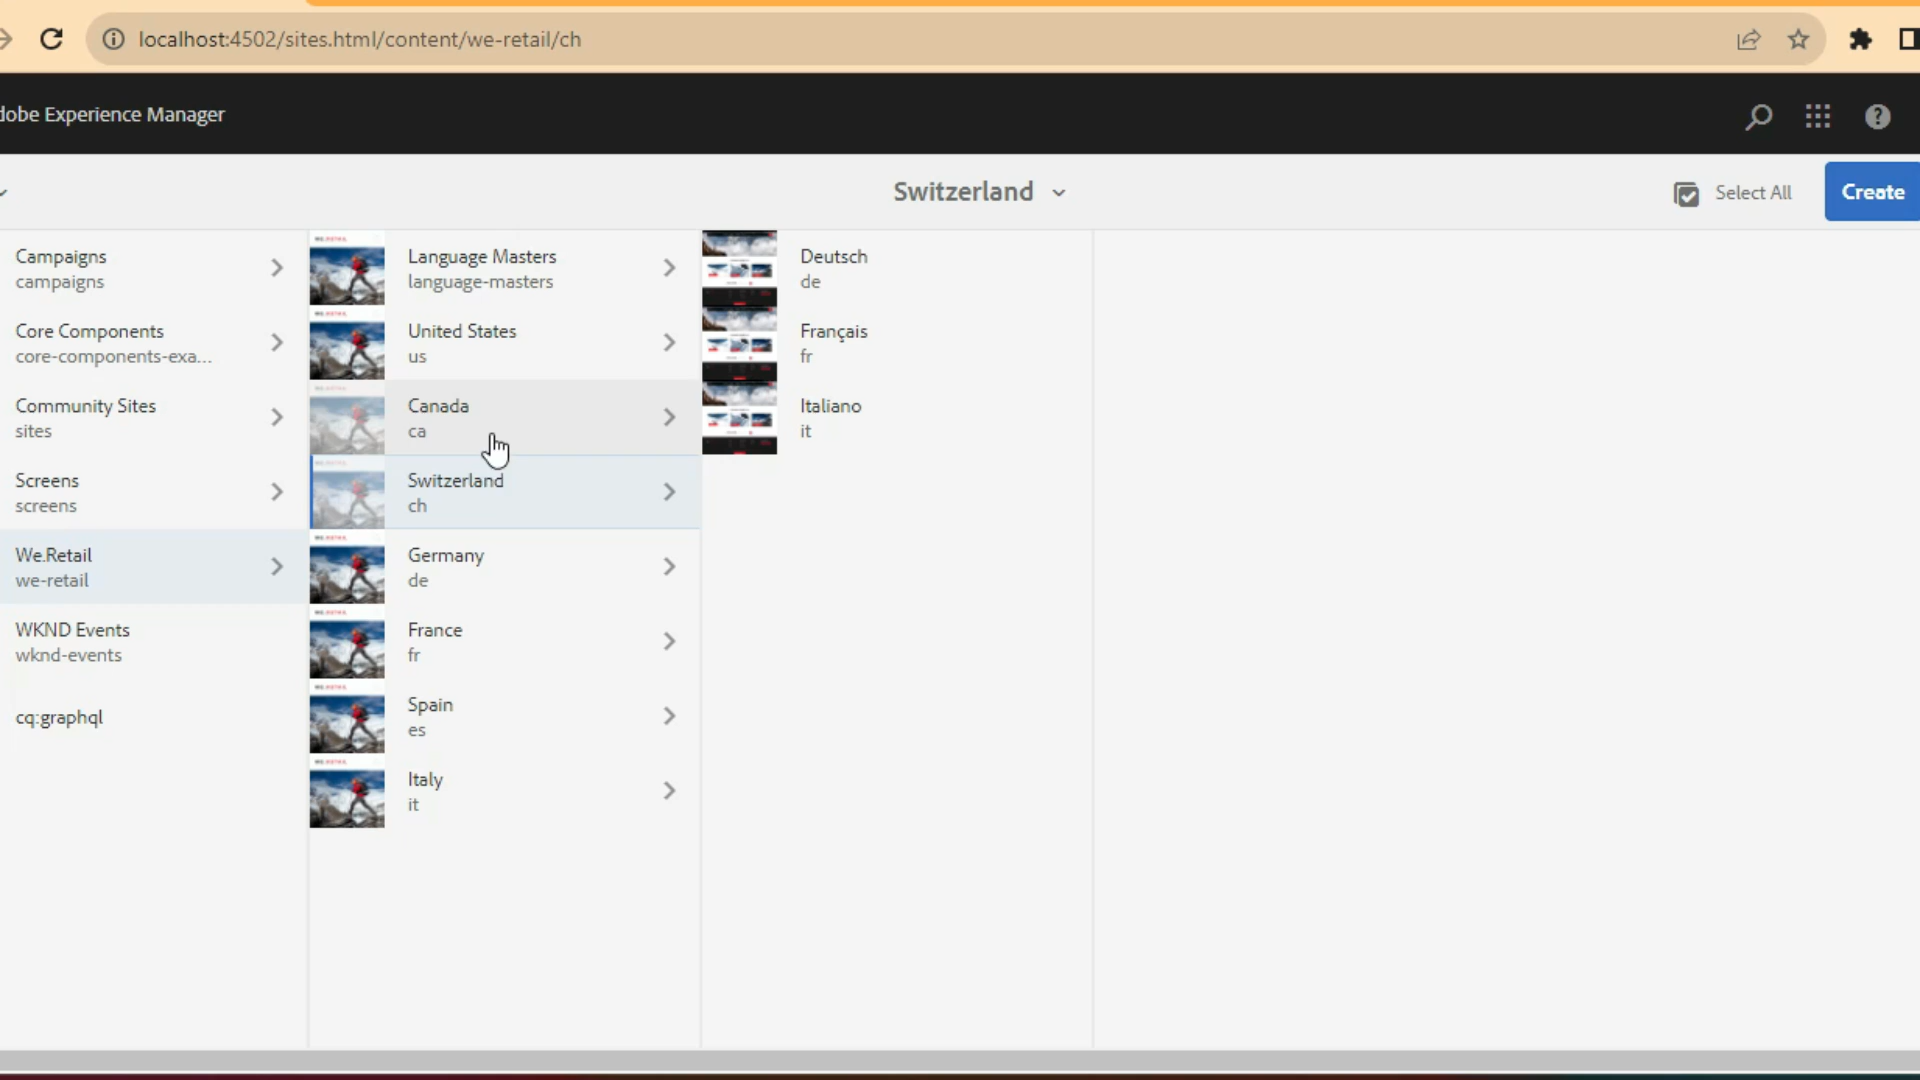 localhost:4502/sites.html/content/we-retail/ch
dobe Experience Manager
Switzerland
Select All
Create
Campaigns
campaigns
Core Components
core-components-exa...
Community Sites
sites
Screens
screens
We.Retail
we-retail
WKND Events
wknd-events
cq:graphql
Language Masters
language-masters
United States
us
Canada
ca
Switzerland
ch
Germany
de
France
fr
Spain
es
Italy
it
Deutsch
de
Français
fr
Italiano
it